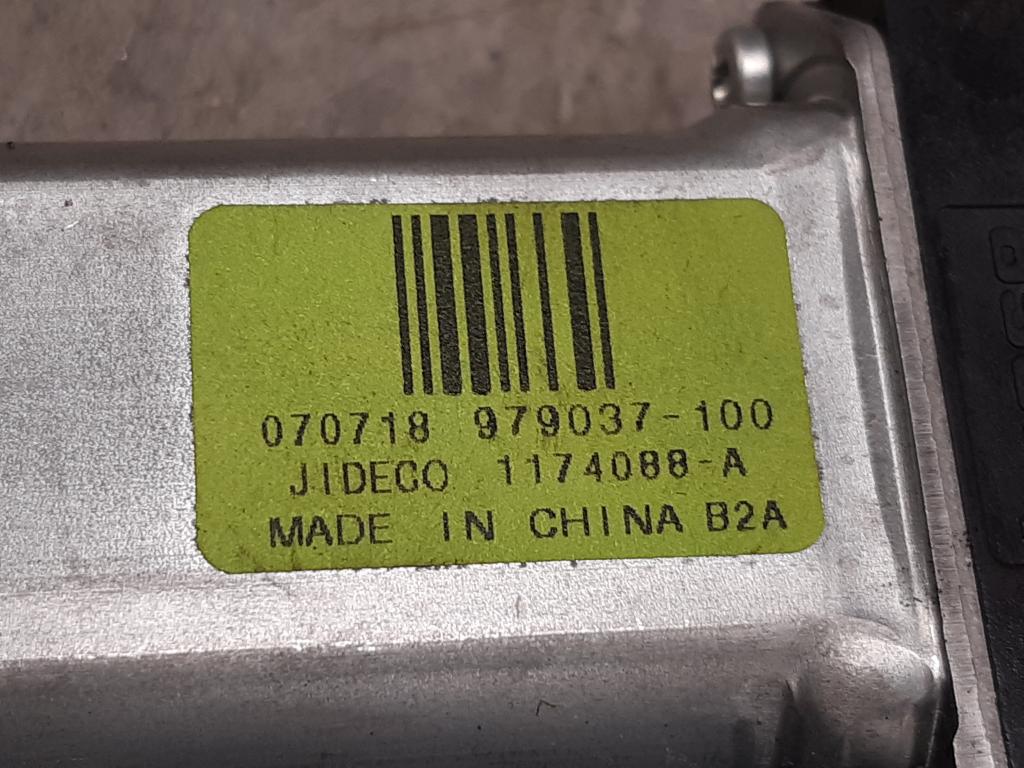 070718 979037-100
JIDECO 1174088-A
MADE IN CHINA B2A